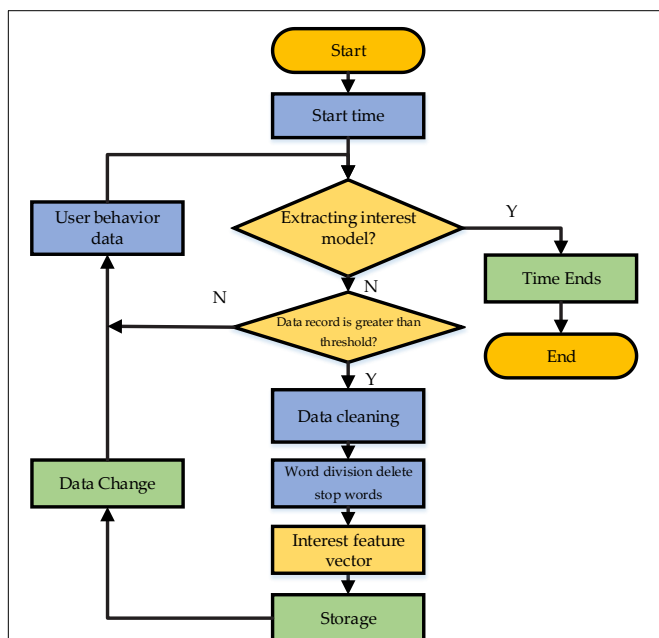 Start
Start time
User behavior
data
Extracting interest
model?
Y
Time Ends
N
N
Data record is greater than
threshold?
End
Y
Data cleaning
Word division delete
stop words
Data Change
Interest feature
vector
Storage